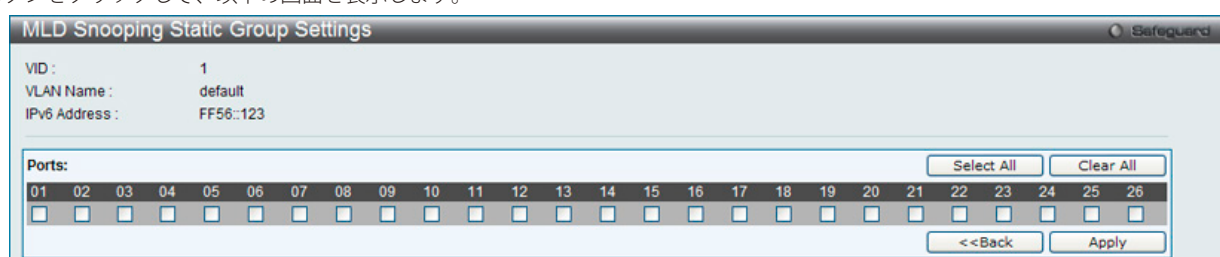 MLD Snooping Static Group Settings
Safeguard
VID : 1
VLAN Name : default
IPv6 Address : FF56::123
Ports: Select All Clear All
01 02 03 04 05 06 07 08 09 10 11 12 13 14 15 16 17 18 19 20 21 22 23 24 25 26
<<Back Apply